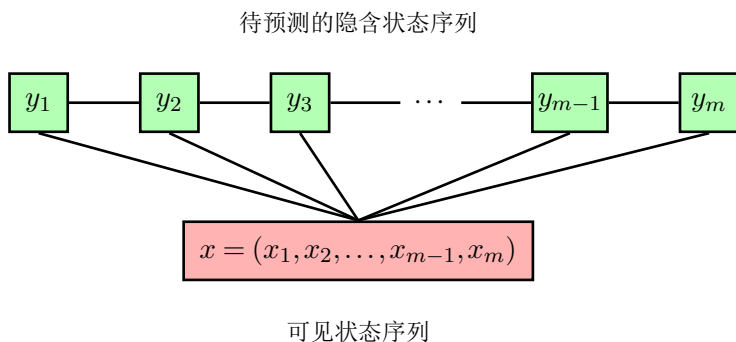 待预测的隐含状态序列
y₁ y₂ y₃ ⋯ yₘ₋₁ yₘ
x = (x₁, x₂, …, xₘ₋₁, xₘ)
可见状态序列